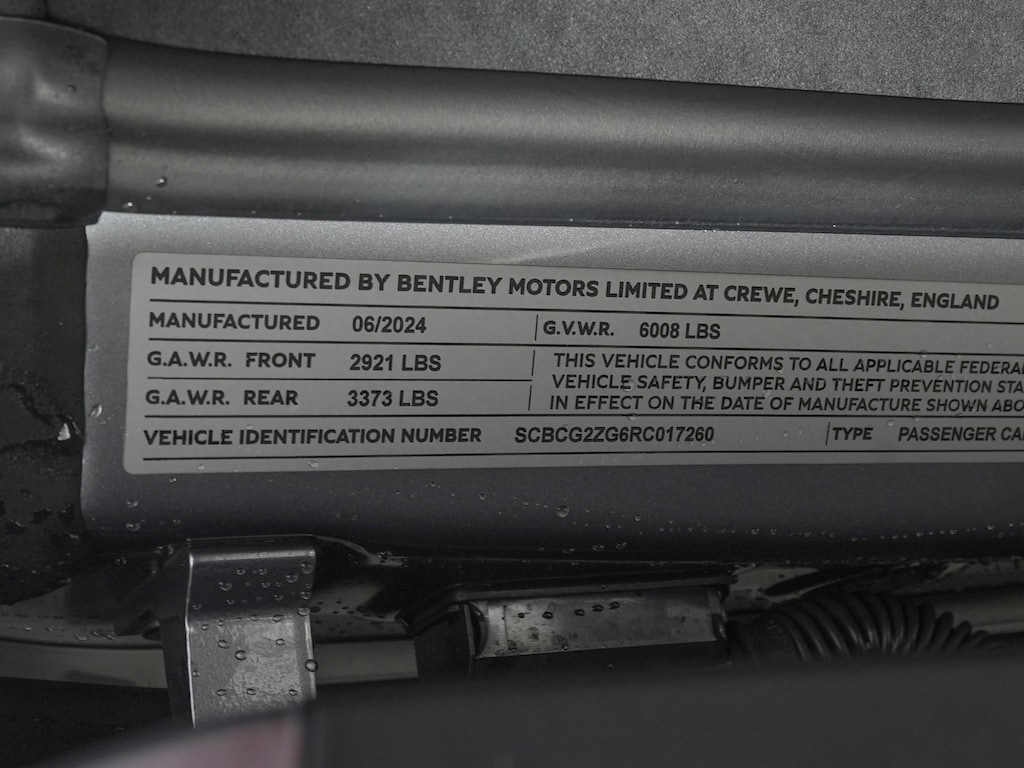 MANUFACTURED BY BENTLEY MOTORS LIMITED AT CREWE, CHESHIRE, ENGLAND
MANUFACTURED 06/2024 G.V.W.R. 6008 LBS
G.A.W.R. FRONT 2921 LBS
G.A.W.R. REAR 3373 LBS
THIS VEHICLE CONFORMS TO ALL APPLICABLE
VEHICLE SAFETY, BUMPER AND THEFT PREVENTION
IN EFFECT ON THE DATE OF MANUFACTURE SHOWN
VEHICLE IDENTIFICATION NUMBER SCBCG2ZG6RC017260 TYPE PASSENGER